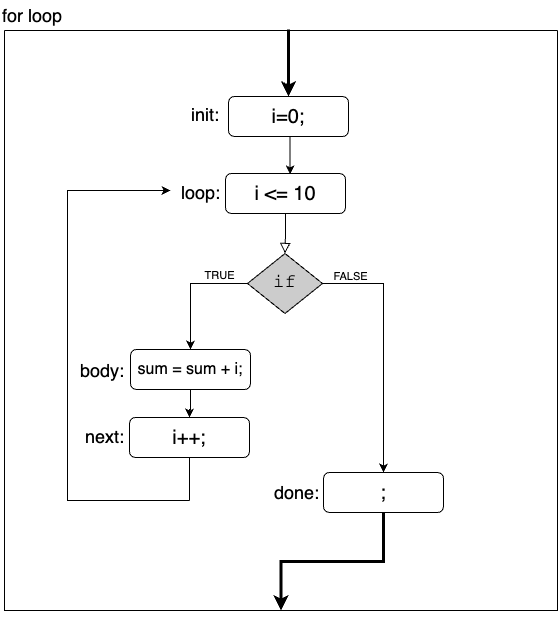 for loop
init: i=0;
loop: i <= 10
TRUE if FALSE
body: sum = sum + i;
next: i++;
done: ;